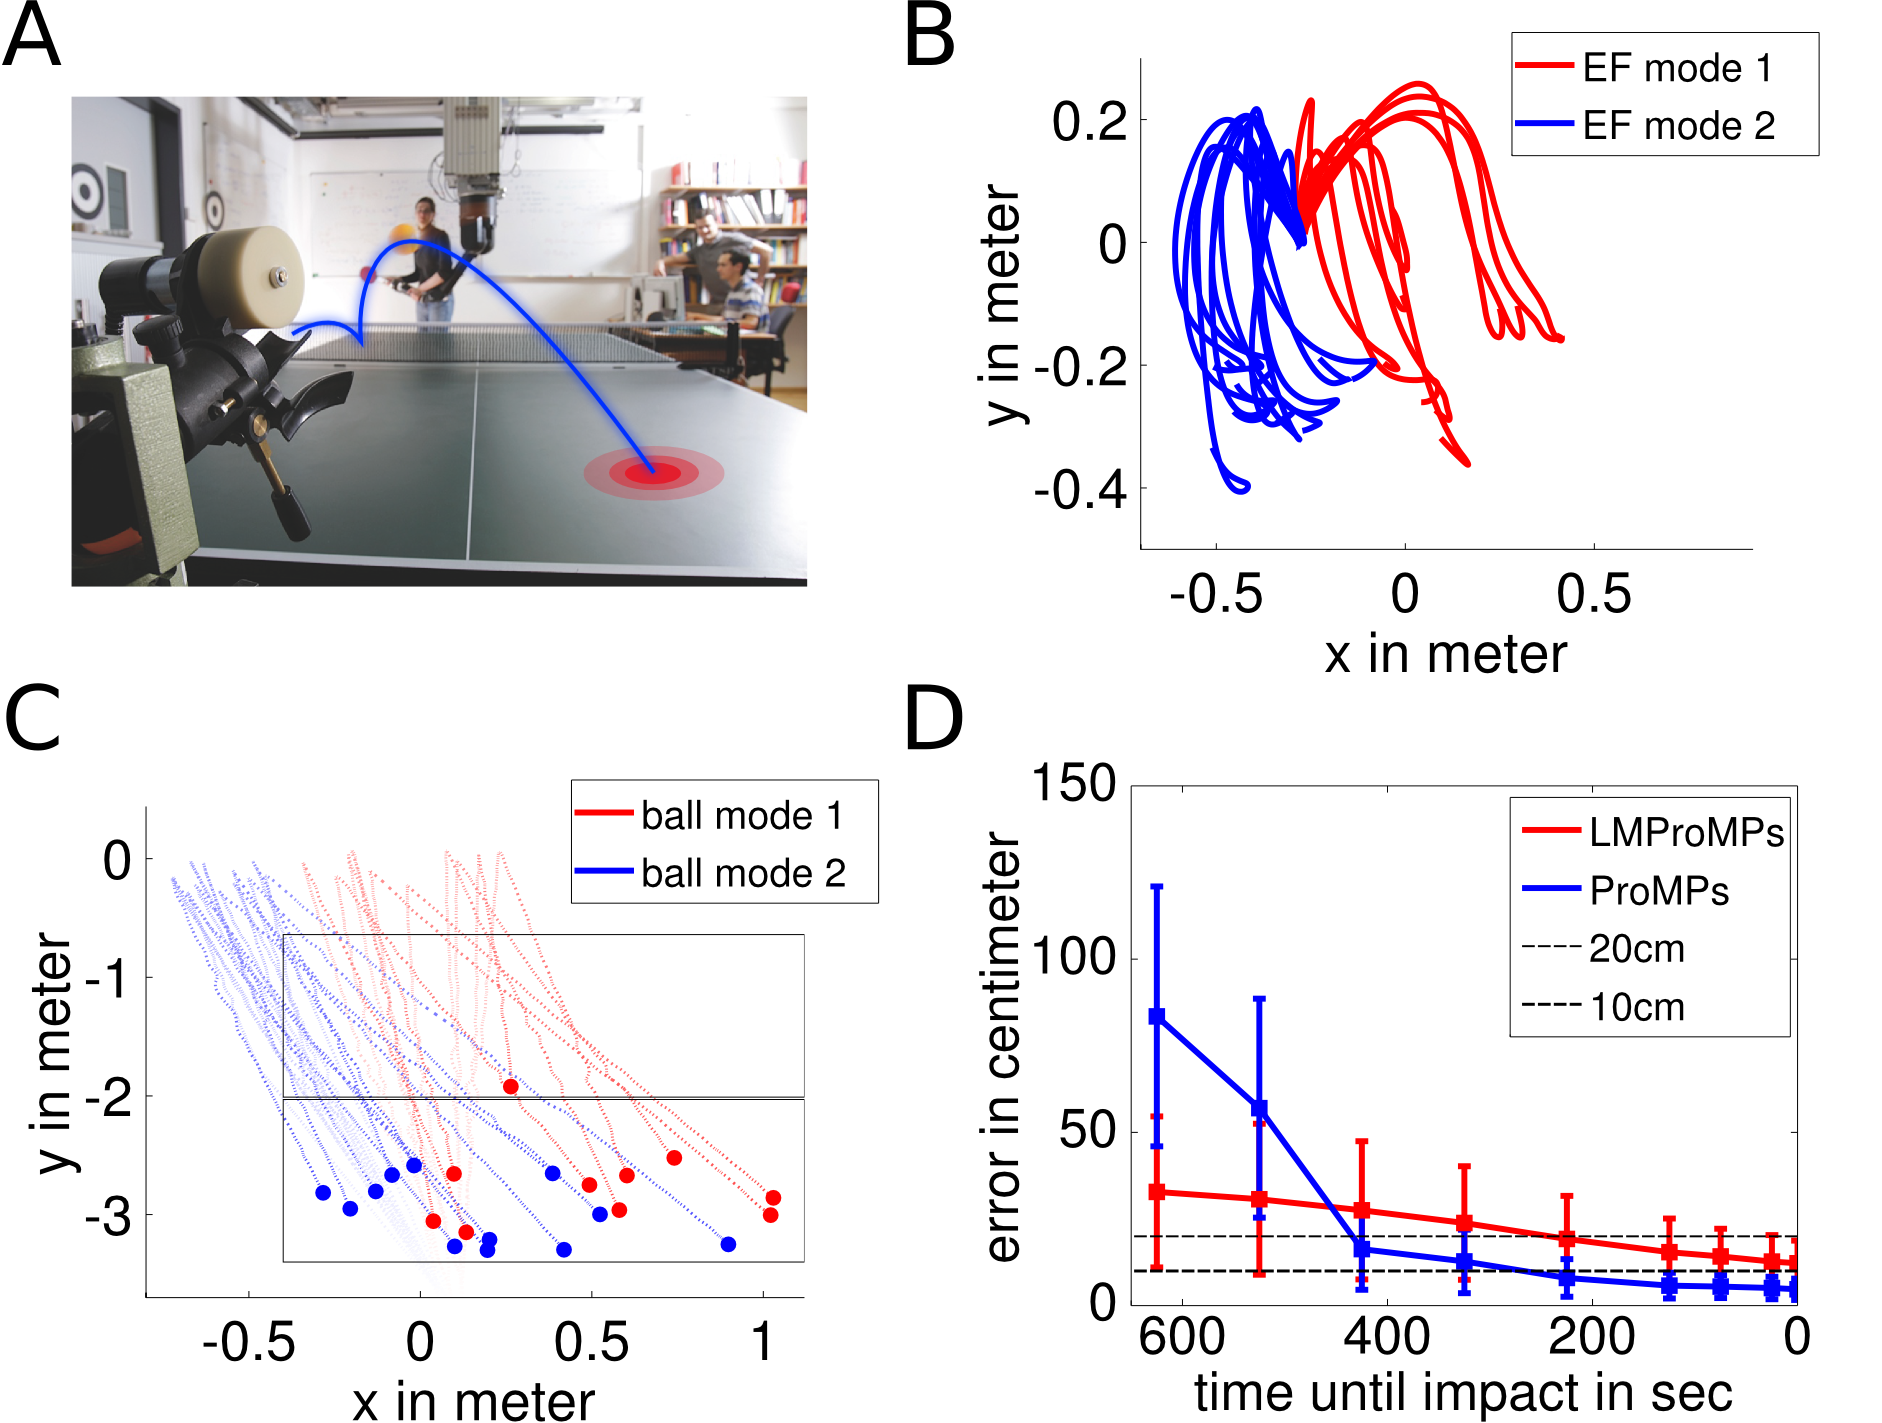 A
B
EF mode 1
EF mode 2
0.2
0
-0.2
-0.4
y in meter
-0.5 0 0.5
x in meter
C
ball mode 1
ball mode 2
0
-1
-2
-3
y in meter
-0.5 0 0.5 1
x in meter
D
LMProMPs
ProMPs
20cm
10cm
150
100
50
0
error in centimeter
600 400 200 0
time until impact in sec